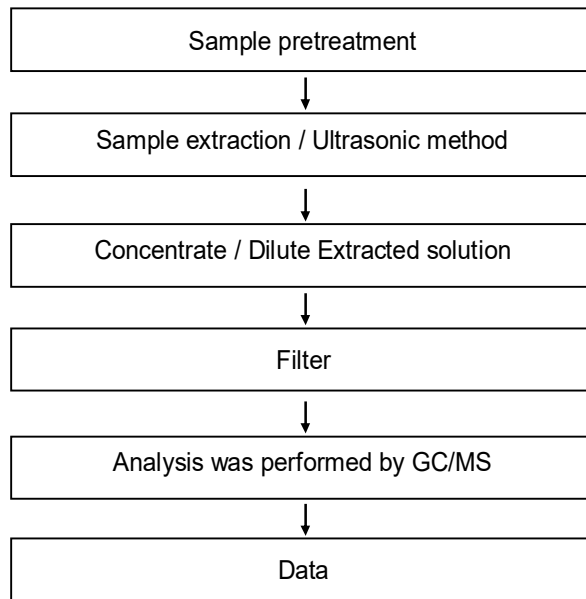 Sample pretreatment
Sample extraction / Ultrasonic method
Concentrate / Dilute Extracted solution
Filter
Analysis was performed by GC/MS
Data